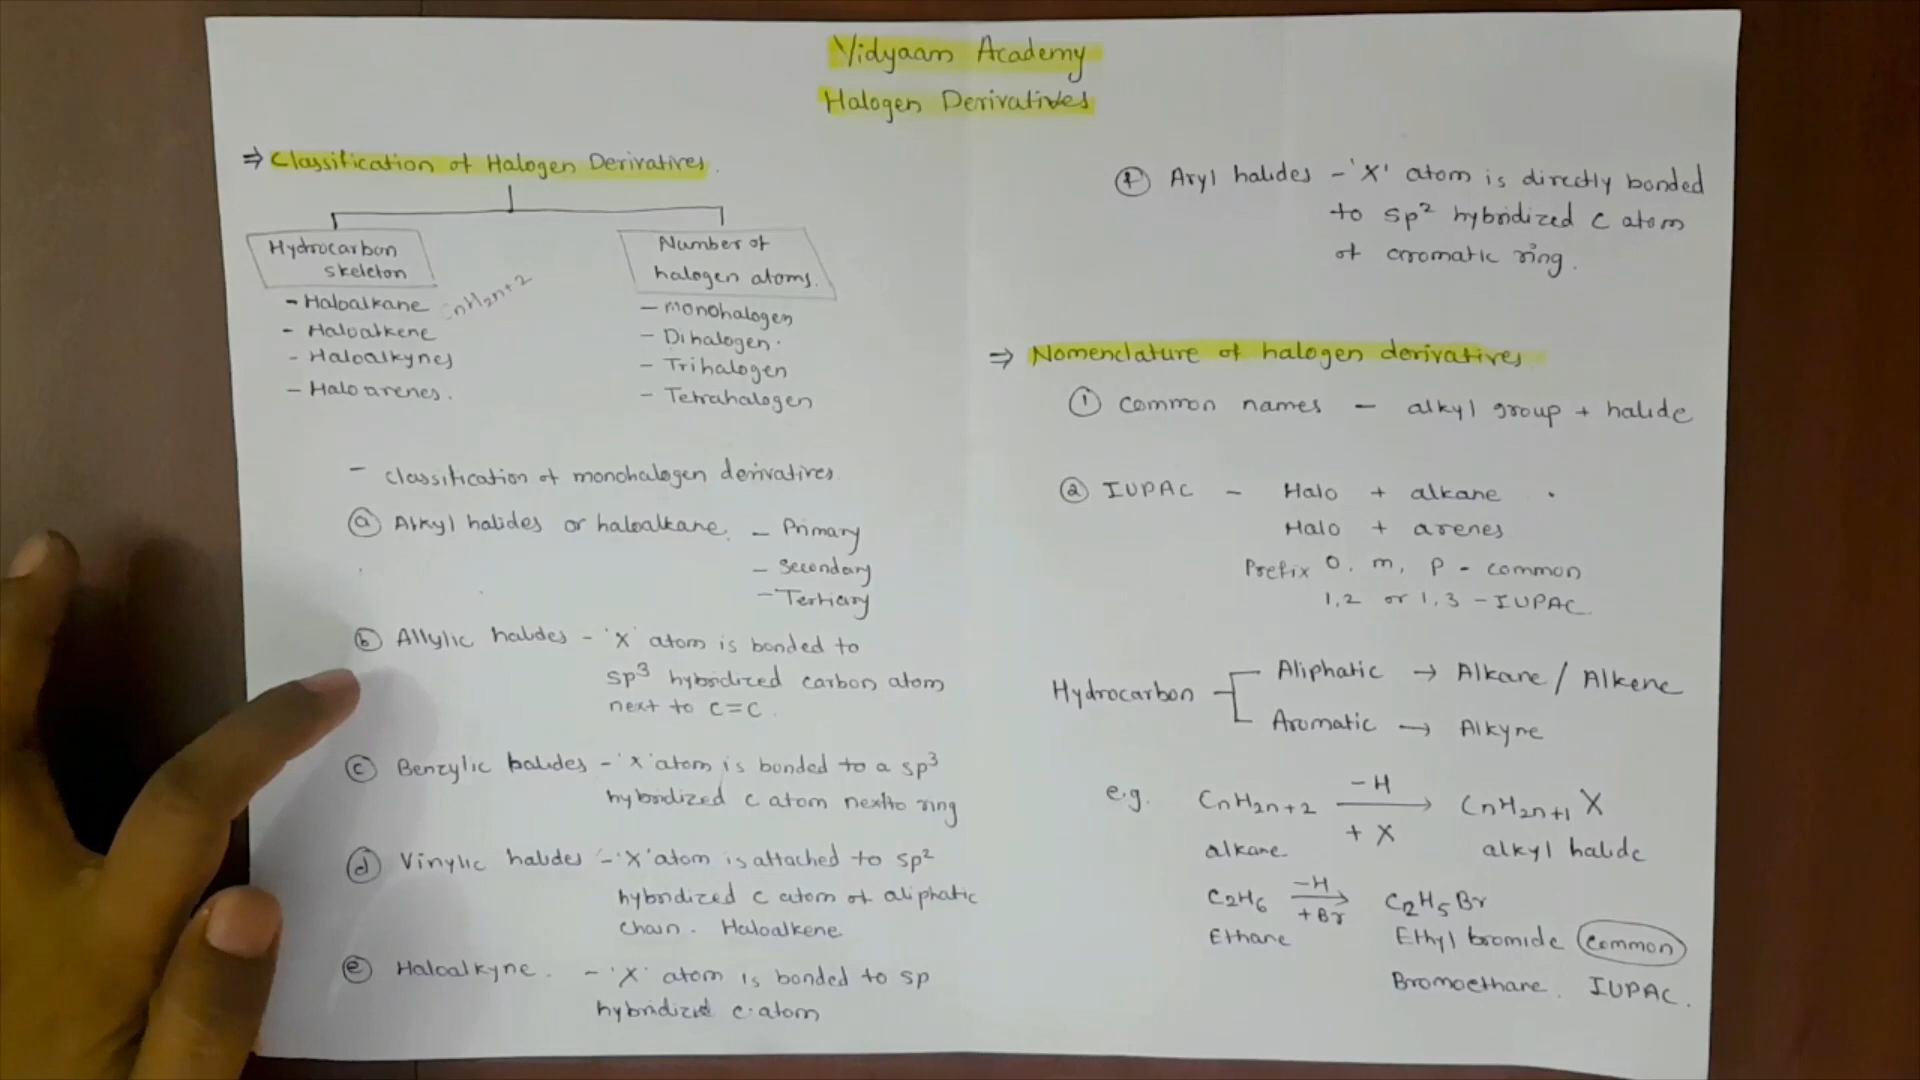 Vidyaam Academy
Halogen Derivatives
⇒ Classification of Halogen Derivatives.
Hydrocarbon
skeleton
- Haloalkane CnH2n+2
- Haloalkene
- Haloalkynes
- Haloarenes.
Number of
halogen atoms.
- Monohalogen
- Dihalogen.
- Trihalogen
- Tetrahalogen
- classification of monohalogen derivatives
ⓐ Alkyl halides or haloalkane. - Primary
- Secondary
- Tertiary
ⓑ Allylic halides - 'X' atom is bonded to
sp³ hybridized carbon atom
next to C=C.
ⓒ Benzylic halides - 'X' atom is bonded to a sp³
hybridized c atom next to ring
ⓓ Vinylic halides - 'X' atom is attached to sp²
hybridized c atom of aliphatic
chain. Haloalkene
ⓔ Haloalkyne. - 'X' atom is bonded to sp
hybridized c.atom
ⓕ Aryl halides - 'X' atom is directly bonded
to sp² hybridized c atom
of aromatic ring.
⇒ Nomenclature of halogen derivatives
① Common names - alkyl group + halide
② IUPAC - Halo + alkane
Halo + arenes
Prefix O, m, P - common
1,2 or 1,3 - IUPAC.
Hydrocarbon
Aliphatic → Alkane / Alkene
Aromatic → Alkyne
e.g. CnH2n+2 -H + X → CnH2n+1 X
alkane alkyl halide
C2H6 -H +Br → C2H5Br
Ethane Ethyl bromide common
Bromoethane. IUPAC.